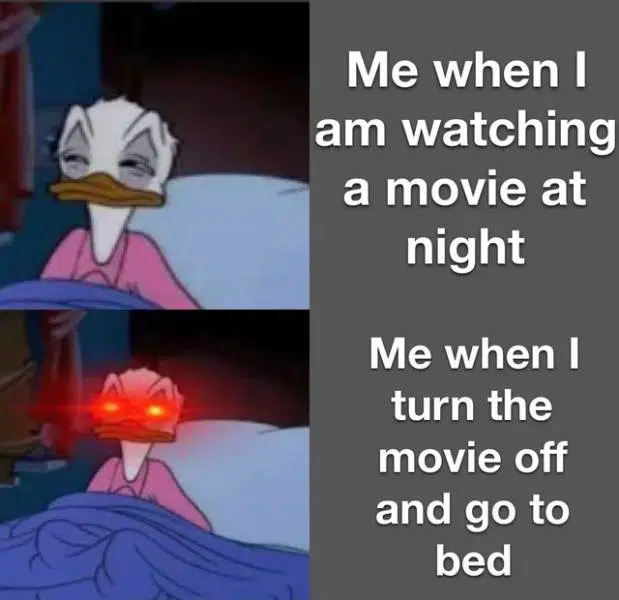 Me when I
am watching
a movie at
night
Me when I
turn the
movie off
and go to
bed